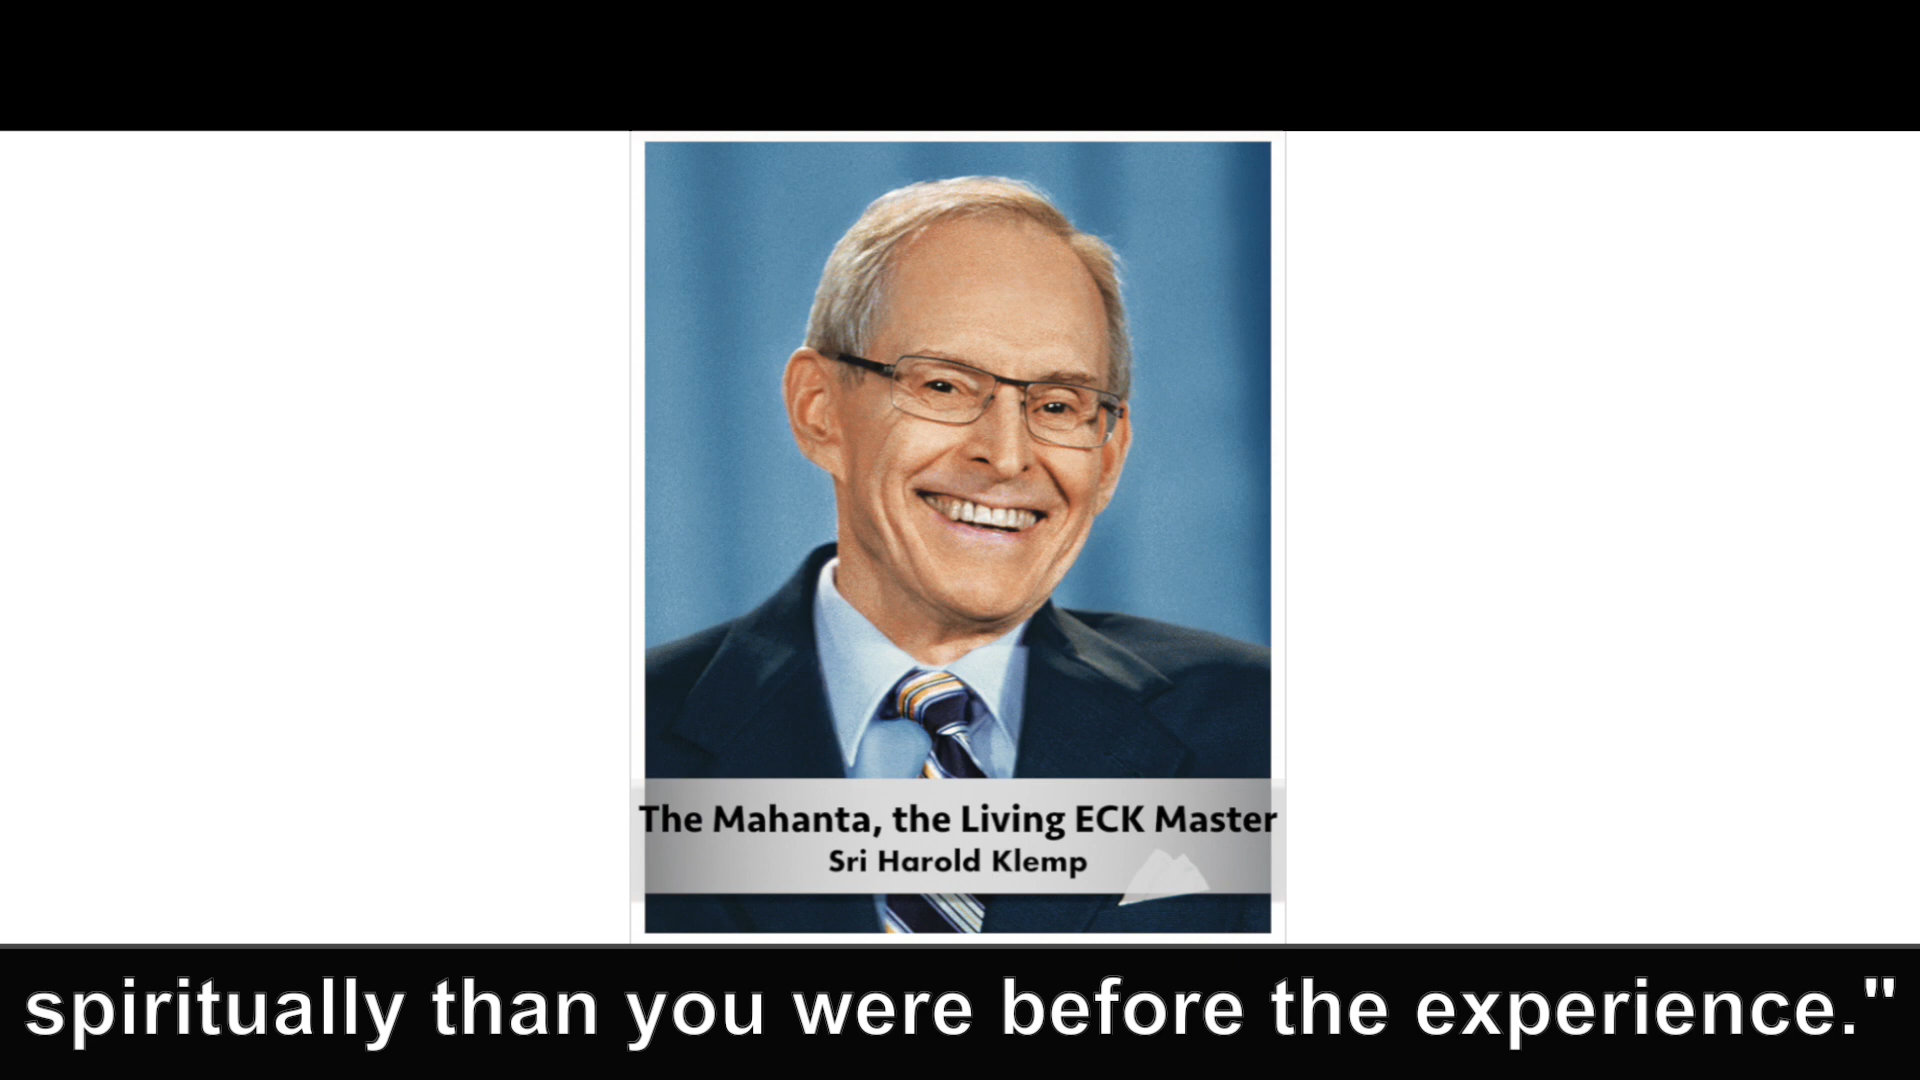 The Mahanta, the Living ECK Master
Sri Harold Klemp
spiritually than you were before the experience."